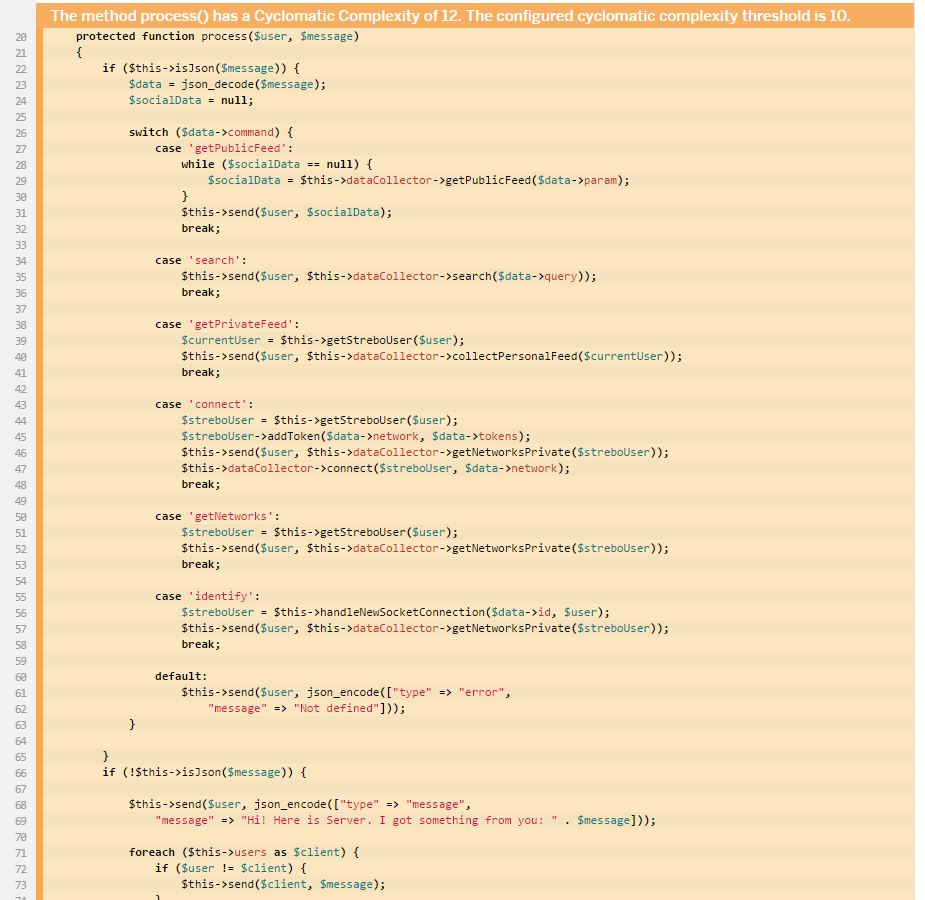 The method process() has a Cyclomatic Complexity of 12. The configured cyclomatic complexity threshold is 10.
20 protected function process($user, $message)
21 {
22 if ($this->isJson($message)) {
23 $data = json_decode($message);
24 $socialData = null;
25
26 switch ($data->command) {
27 case 'getPublicFeed':
28 while ($socialData == null) {
29 $socialData = $this->dataCollector->getPublicFeed($data->param);
30 }
31 $this->send($user, $socialData);
32 break;
33
34 case 'search':
35 $this->send($user, $this->dataCollector->search($data->query));
36 break;
37
38 case 'getPrivateFeed':
39 $currentUser = $this->getStreboUser($user);
40 $this->send($user, $this->dataCollector->collectPersonalFeed($currentUser));
41 break;
42
43 case 'connect':
44 $streboUser = $this->getStreboUser($user);
45 $streboUser->addToken($data->network, $data->tokens);
46 $this->send($user, $this->dataCollector->getNetworksPrivate($streboUser));
47 $this->dataCollector->connect($streboUser, $data->network);
48 break;
49
50 case 'getNetworks':
51 $streboUser = $this->getStreboUser($user);
52 $this->send($user, $this->dataCollector->getNetworksPrivate($streboUser));
53 break;
54
55 case 'identify':
56 $streboUser = $this->handleNewSocketConnection($data->id, $user);
57 $this->send($user, $this->dataCollector->getNetworksPrivate($streboUser));
58 break;
59
60 default:
61 $this->send($user, json_encode(["type" => "error",
62 "message" => "Not defined"]));
63 }
64
65 }
66 if (!$this->isJson($message)) {
67
68 $this->send($user, json_encode(["type" => "message",
69 "message" => "Hi! Here is Server. I got something from you: " . $message]));
70
71 foreach ($this->users as $client) {
72 if ($user != $client) {
73 $this->send($client, $message);
74 }